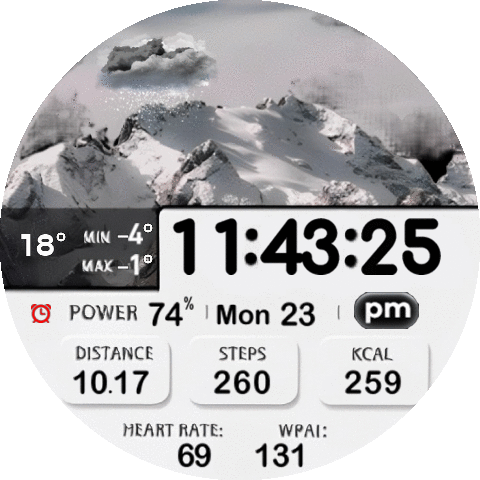 18° MIN -4° 11:43:25
MAX -1°
POWER 74% | Mon 23 | pm
DISTANCE STEPS KCAL
10.17 260 259
HEART RATE: WPAI:
69 131